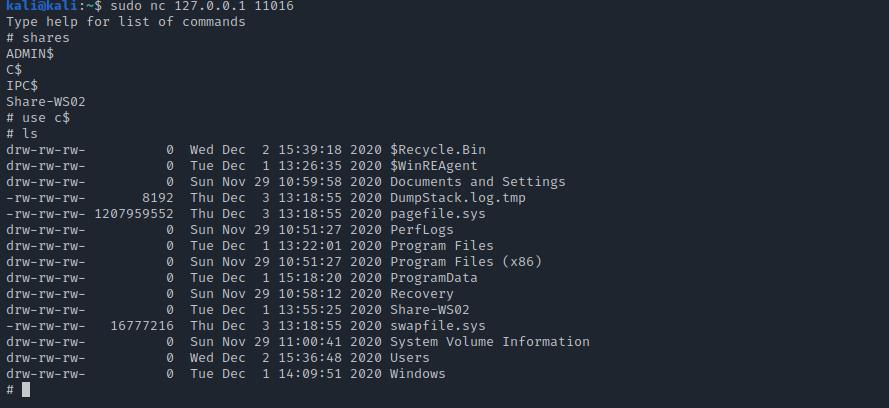 kali@kali:~$ sudo nc 127.0.0.1 11016
Type help for list of commands
# shares
ADMIN$
C$
IPC$
Share-WS02
# use c$
# ls
drw-rw-rw-          0  Wed Dec  2 15:39:18 2020 $Recycle.Bin
drw-rw-rw-          0  Tue Dec  1 13:26:35 2020 $WinREAgent
drw-rw-rw-          0  Sun Nov 29 10:59:58 2020 Documents and Settings
-rw-rw-rw-       8192  Thu Dec  3 13:18:55 2020 DumpStack.log.tmp
-rw-rw-rw- 1207959552  Thu Dec  3 13:18:55 2020 pagefile.sys
drw-rw-rw-          0  Sun Nov 29 10:51:27 2020 PerfLogs
drw-rw-rw-          0  Tue Dec  1 13:22:01 2020 Program Files
drw-rw-rw-          0  Sun Nov 29 10:51:27 2020 Program Files (x86)
drw-rw-rw-          0  Tue Dec  1 15:18:20 2020 ProgramData
drw-rw-rw-          0  Sun Nov 29 10:58:12 2020 Recovery
drw-rw-rw-          0  Tue Dec  1 13:55:25 2020 Share-WS02
-rw-rw-rw-   16777216  Thu Dec  3 13:18:55 2020 swapfile.sys
drw-rw-rw-          0  Sun Nov 29 11:00:41 2020 System Volume Information
drw-rw-rw-          0  Wed Dec  2 15:36:48 2020 Users
drw-rw-rw-          0  Tue Dec  1 14:09:51 2020 Windows
#